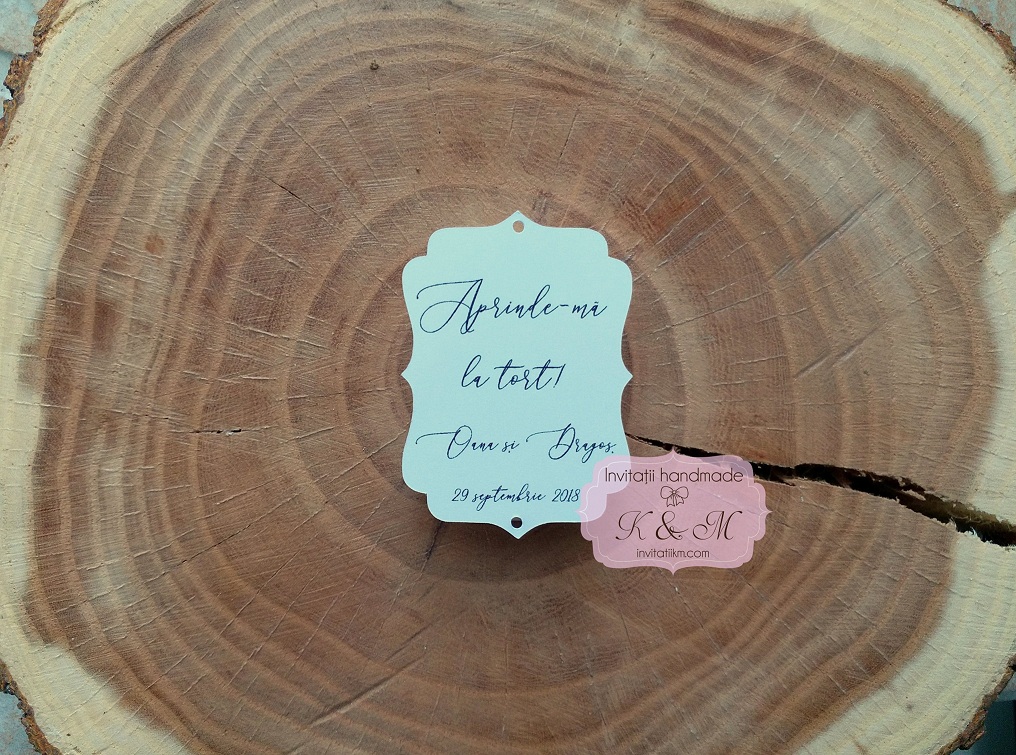 Aprinde-mă
la tort!
Oana și Dragoș.
29 septembrie 2018
Invitații handmade
K & M
invitatiikm.com